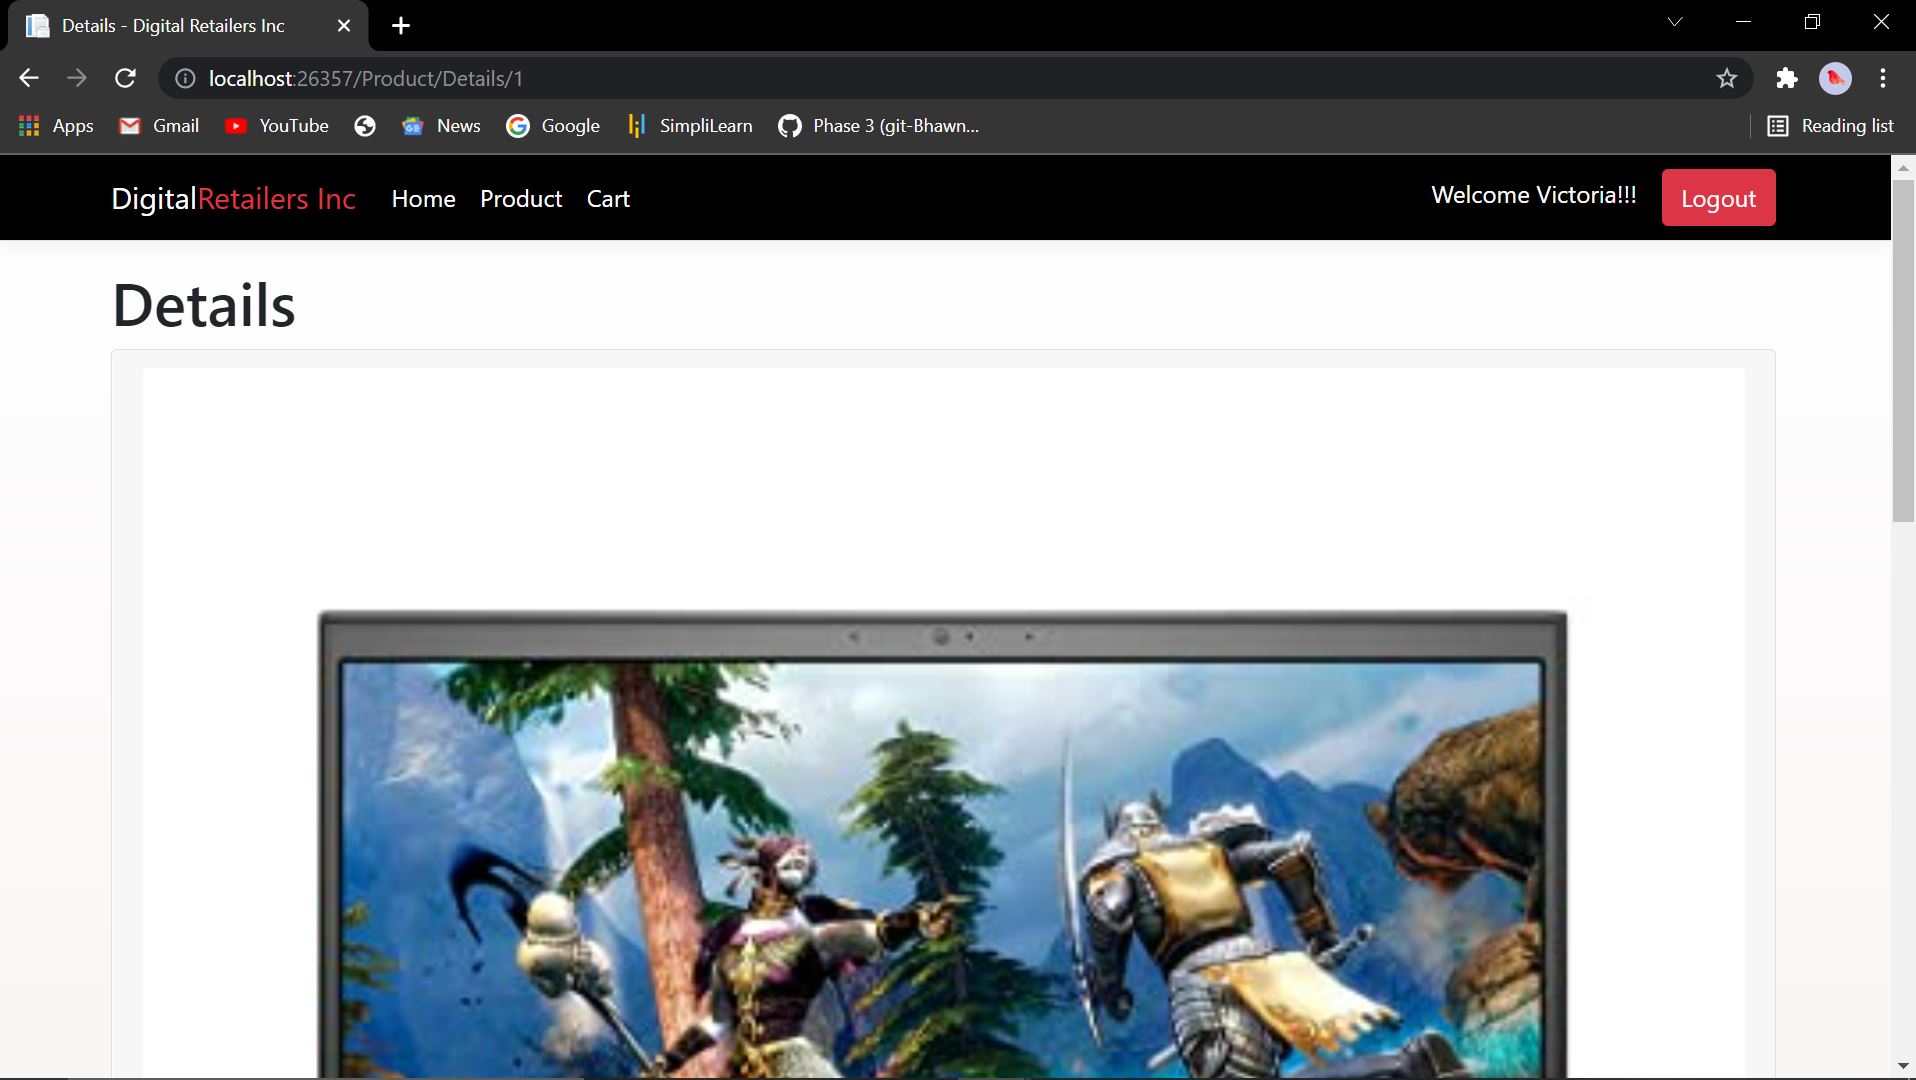 Details - Digital Retailers Inc
localhost:26357/Product/Details/1
Apps Gmail YouTube News Google SimpliLearn Phase 3 (git-Bhawn... Reading list
DigitalRetailers Inc Home Product Cart Welcome Victoria!!! Logout
Details